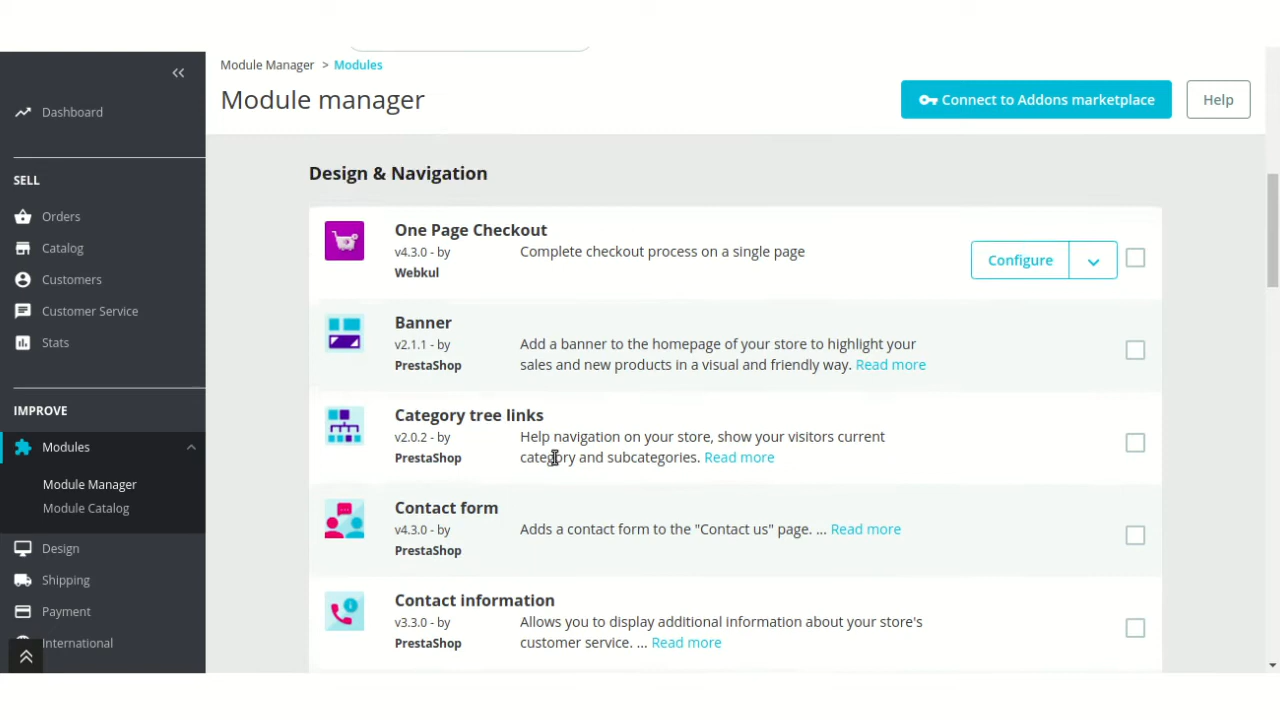 Module Manager > Modules
Module manager
Connect to Addons marketplace
Help
Dashboard
SELL
Orders
Catalog
Customers
Customer Service
Stats
IMPROVE
Modules
Module Manager
Module Catalog
Design
Shipping
Payment
International
Design & Navigation
One Page Checkout
v4.3.0 - by
Webkul
Complete checkout process on a single page
Configure
Banner
v2.1.1 - by
PrestaShop
Add a banner to the homepage of your store to highlight your
sales and new products in a visual and friendly way. Read more
Category tree links
v2.0.2 - by
PrestaShop
Help navigation on your store, show your visitors current
category and subcategories. Read more
Contact form
v4.3.0 - by
PrestaShop
Adds a contact form to the "Contact us" page. ... Read more
Contact information
v3.3.0 - by
PrestaShop
Allows you to display additional information about your store's
customer service. ... Read more